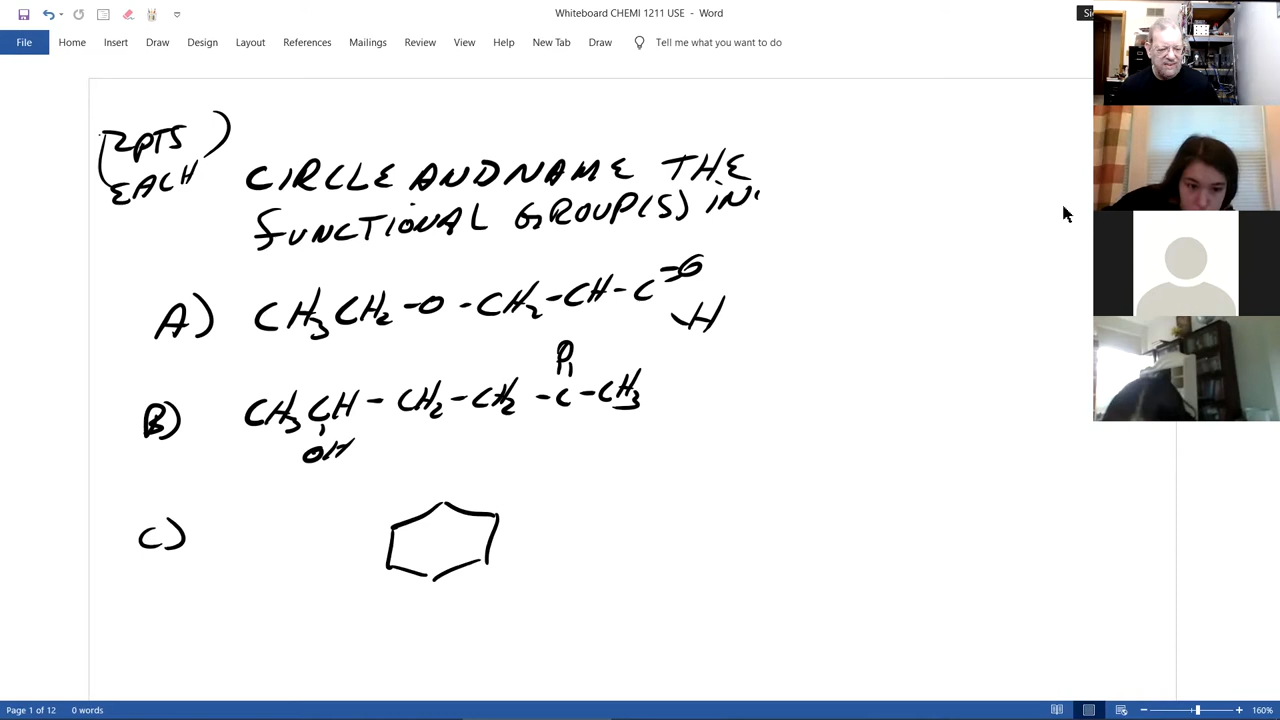 Whiteboard CHEMI 1211 USE - Word
File Home Insert Draw Design Layout References Mailings Review View Help New Tab Draw Tell me what you want to do
(2PTS EACH)
CIRCLE AND NAME THE
FUNCTIONAL GROUP(S) IN:
A) CH3CH2-O-CH2-CH-C=O
-H
O
B) CH3CH-CH2-CH2-C-CH3
OH
C)
Page 1 of 12 0 words
160%